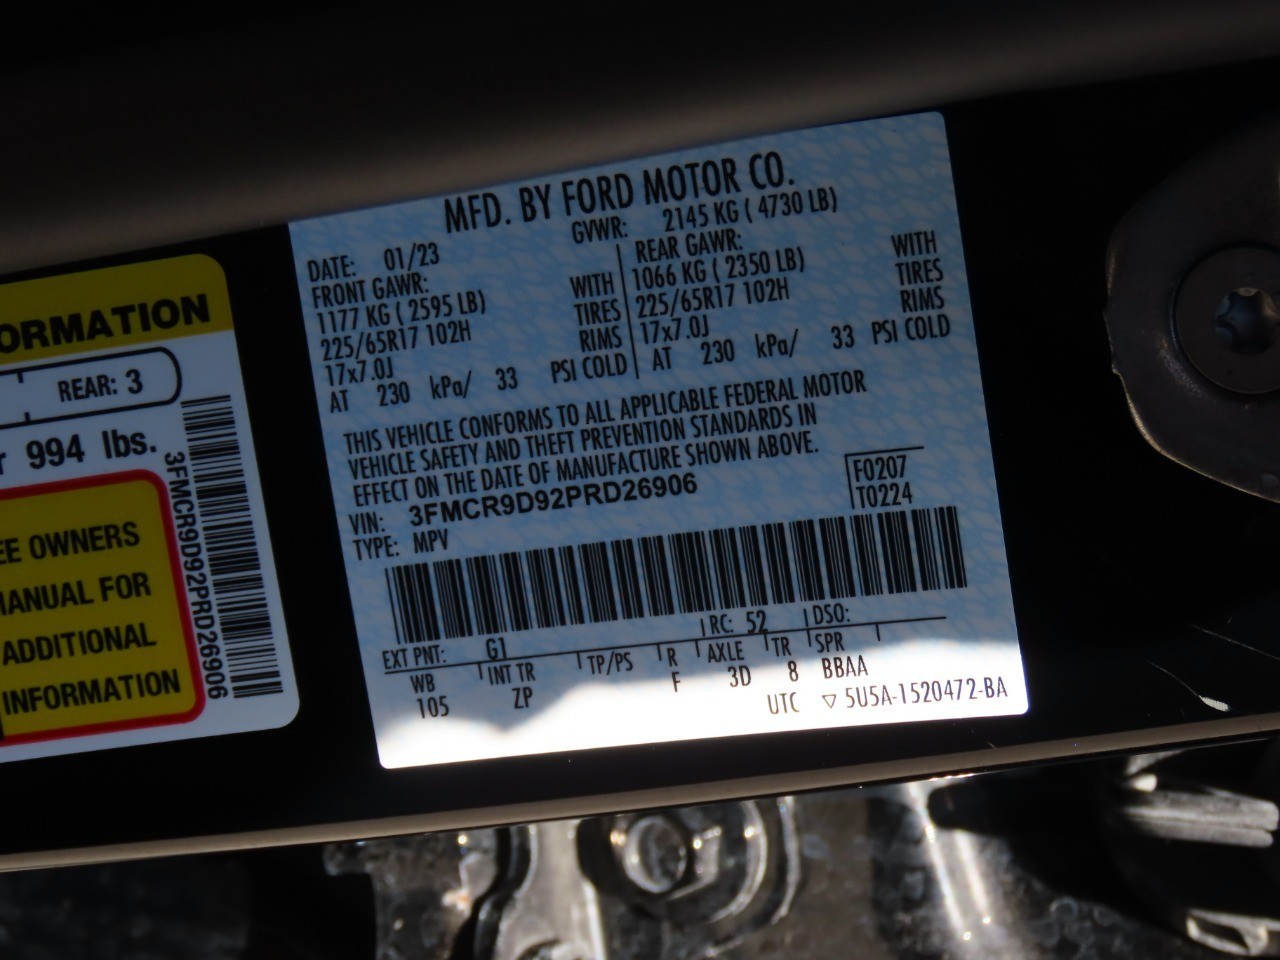 ORMATION
REAR: 3
r 994 lbs.
3FMCR9D92PRD26906
EE OWNERS
MANUAL FOR
ADDITIONAL
INFORMATION
MFD. BY FORD MOTOR CO.
DATE: 01/23 GVWR: 2145 KG ( 4730 LB)
FRONT GAWR: REAR GAWR:
1177 KG ( 2595 LB) WITH 1066 KG ( 2350 LB) WITH
225/65R17 102H TIRES 225/65R17 102H TIRES
17x7.0J RIMS 17x7.0J RIMS
AT 230 kPa/ 33 PSI COLD AT 230 kPa/ 33 PSI COLD
THIS VEHICLE CONFORMS TO ALL APPLICABLE FEDERAL MOTOR
VEHICLE SAFETY AND THEFT PREVENTION STANDARDS IN
EFFECT ON THE DATE OF MANUFACTURE SHOWN ABOVE.
VIN: 3FMCR9D92PRD26906 F0207
TYPE: MPV T0224
EXT PNT: G1 RC: 52 DSO:
WB INT TR TP/PS R AXLE TR SPR
105 ZP F 3D 8 BBAA
UTC ▽ 5U5A-1520472-BA